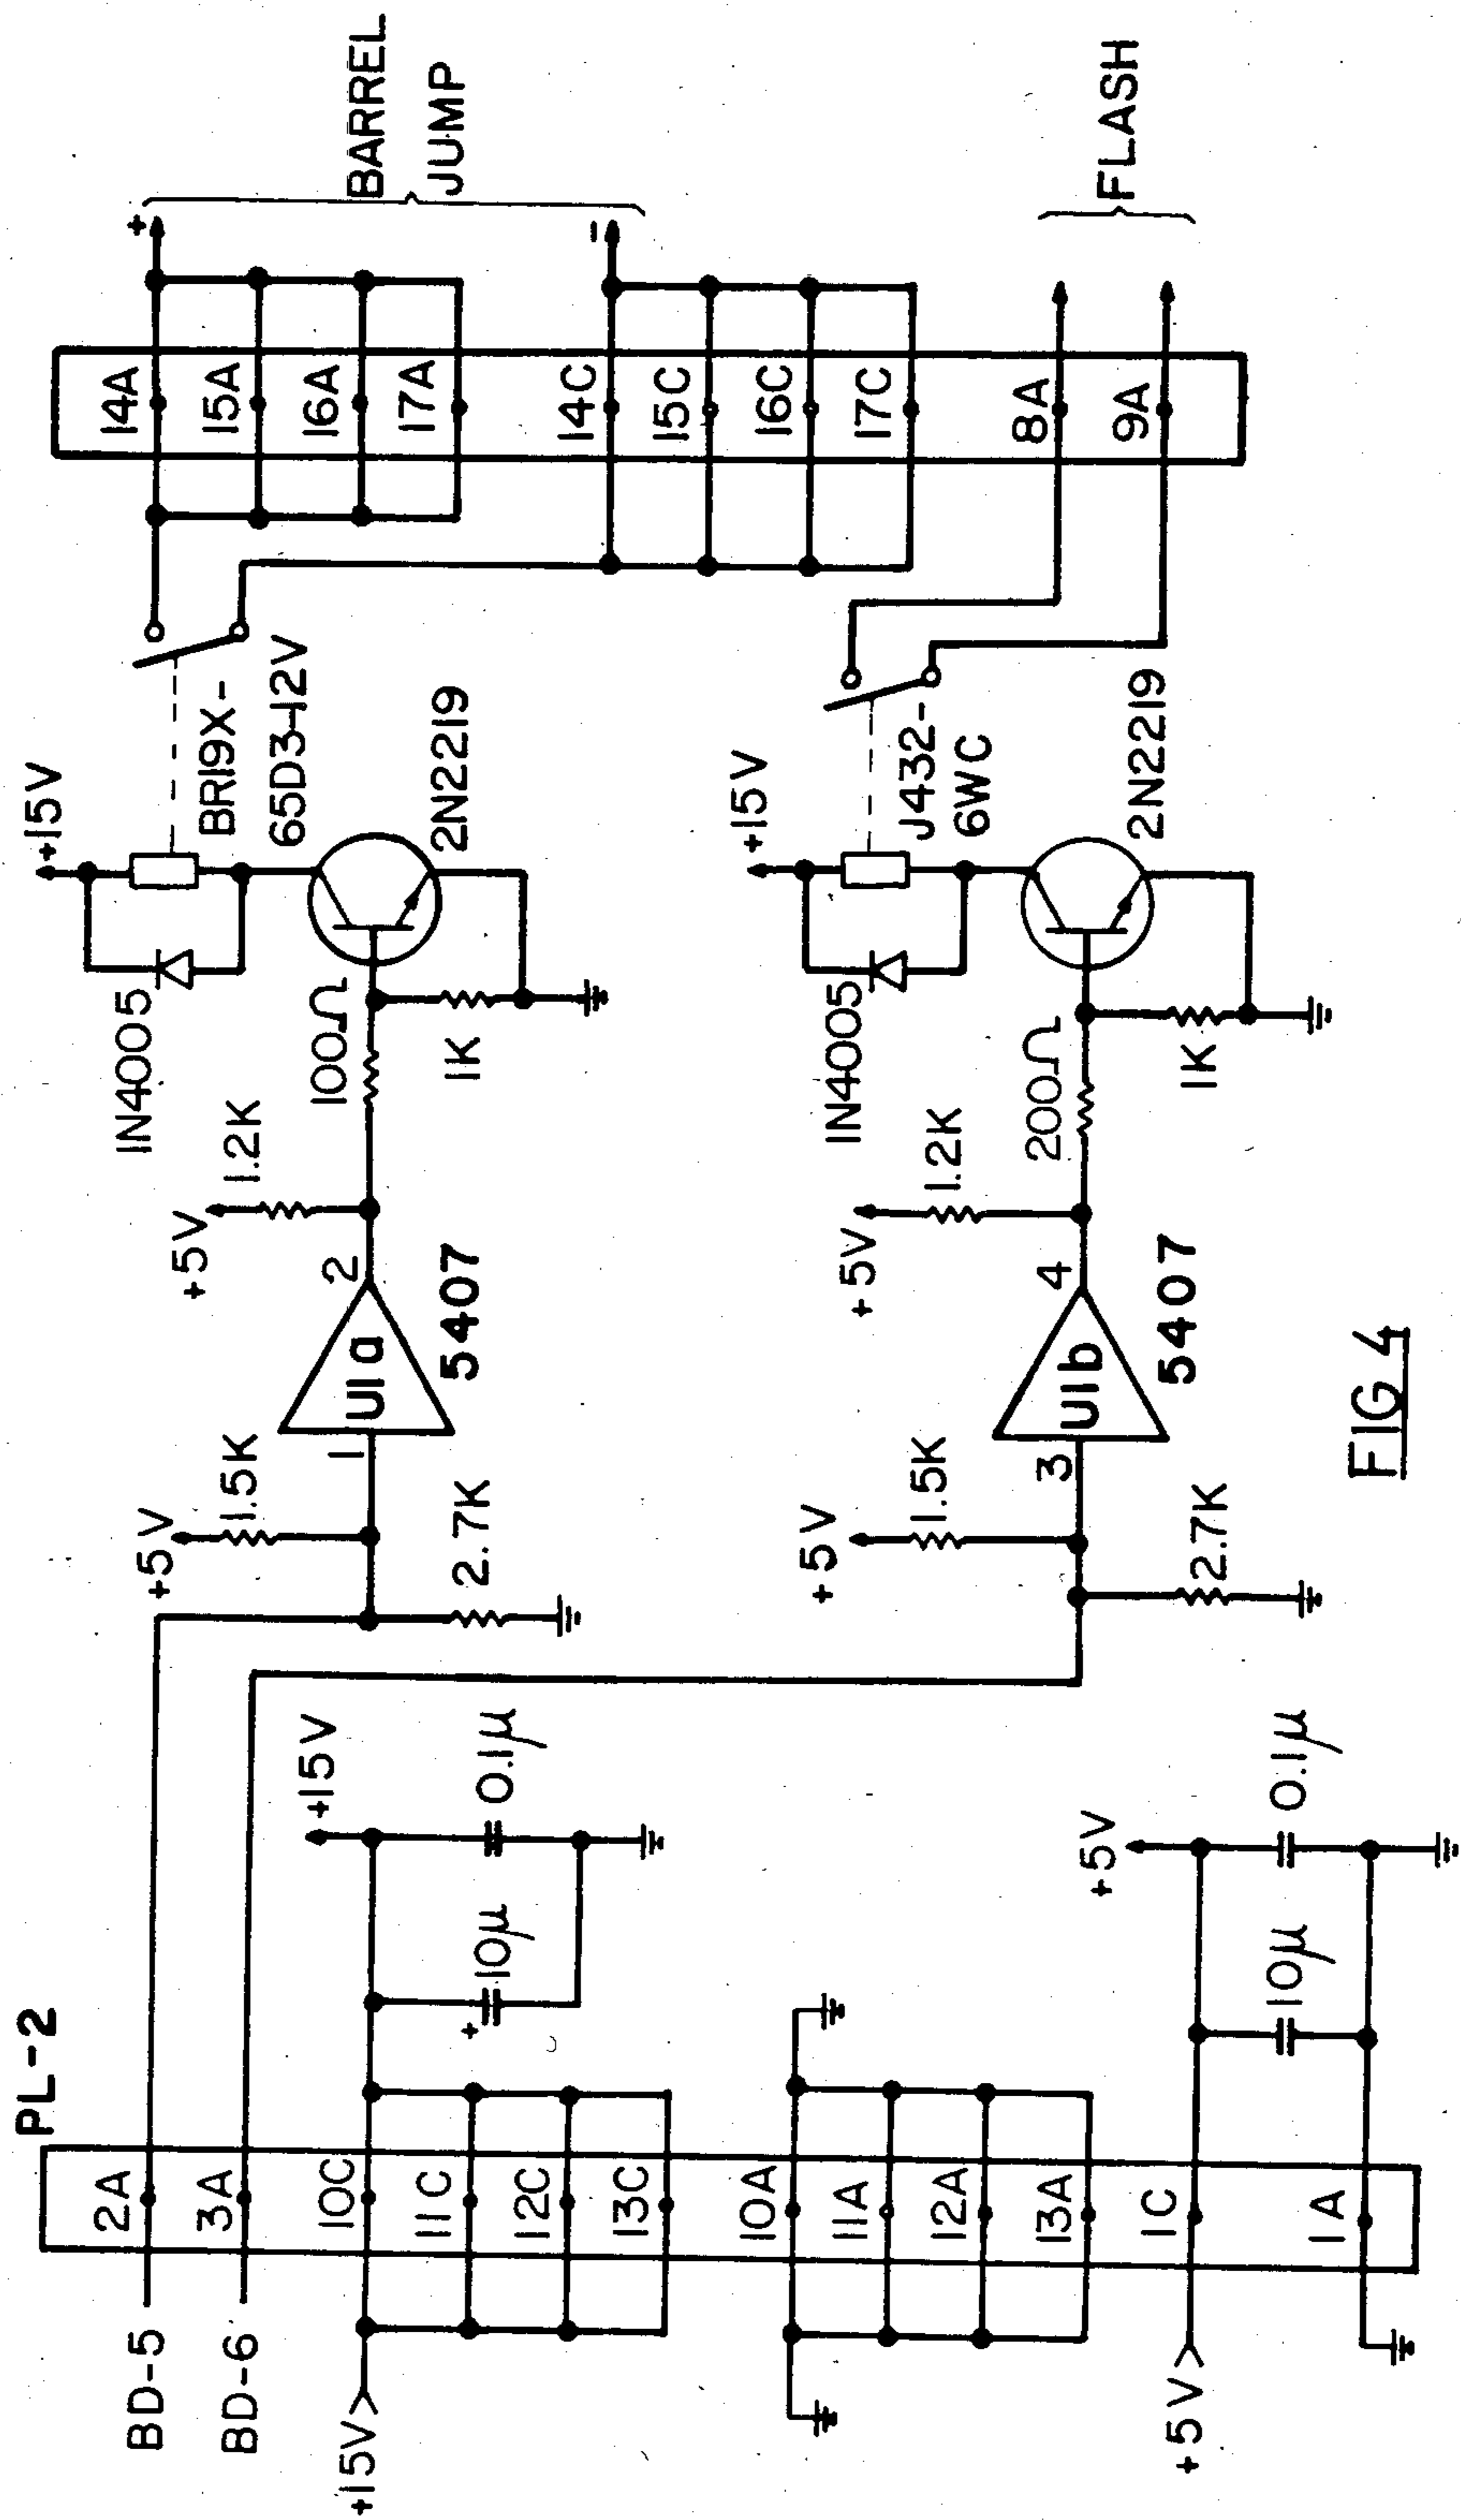 PL-2
BD-5
2A
BD-6
3A
+15V
10C
11C
12C
13C
10A
11A
12A
13A
+5V
1C
1A
+15V
10µ
+
0.1µ
+5V
10µ
0.1µ
+5V
1.5K
2.7K
1
U1a
2
5407
+5V
1.2K
100Ω
1K
1N4005
+15V
BR19X-
65D3-12V
2N2219
+5V
1.5K
2.7K
3
U1b
4
5407
+5V
1.2K
200Ω
1K
1N4005
+15V
J432-
6WC
2N2219
14A
15A
16A
17A
14C
15C
16C
17C
8A
9A
+
-
BARREL
JUMP
FLASH
FIG 4